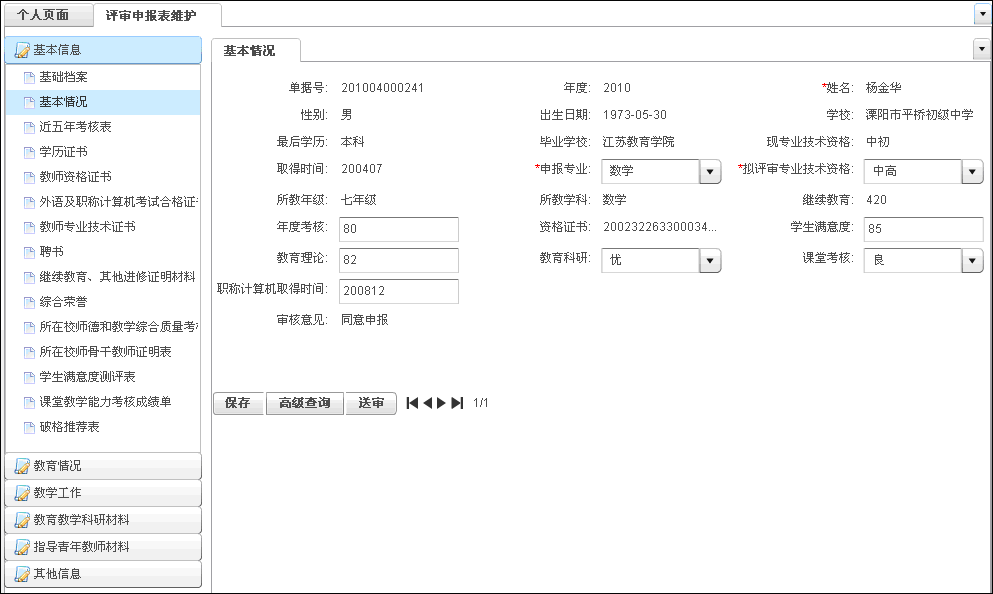 个人页面 评审申报表维护
基本信息
基础档案
基本情况
近五年考核表
学历证书
教师资格证书
外语及职称计算机考试合格证
教师专业技术证书
聘书
继续教育、其他进修证明材料
综合荣誉
所在校师德和教学综合质量考
所在校师骨干教师证明表
学生满意度测评表
课堂教学能力考核成绩单
破格推荐表
教育情况
教学工作
教育教学科研材料
指导青年教师材料
其他信息
基本情况
单据号: 201004000241 年度: 2010 *姓名: 杨金华
性别: 男 出生日期: 1973-05-30 学校: 溧阳市平桥初级中学
最后学历: 本科 毕业学校: 江苏教育学院 现专业技术资格: 中初
取得时间: 200407 *申报专业: 数学 *拟评审专业技术资格: 中高
所教年级: 七年级 所教学科: 数学 继续教育: 420
年度考核: 80 资格证书: 200232263300034... 学生满意度: 85
教育理论: 82 教育科研: 优 课堂考核: 良
职称计算机取得时间: 200812
审核意见: 同意申报
保存 高级查询 送审 1/1